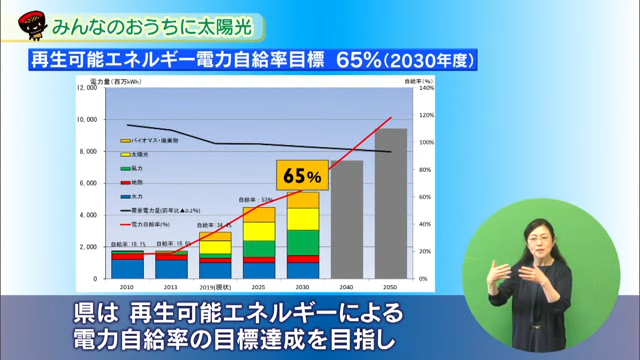 みんなのおうちに太陽光
再生可能エネルギー電力自給率目標 65%(2030年度)
電力量(百万kWh)
自給率(%)
12,000
10,000
8,000
6,000
4,000
2,000
0
140%
120%
100%
80%
60%
40%
20%
0%
バイオマス・廃棄物
太陽光
風力
地熱
水力
需要電力量(前年比▲0.2%)
電力自給率(%)
自給率:18.1%
自給率:18.6%
自給率:34.4%
自給率:53%
65%
2010
2013
2019(現状)
2025
2030
2040
2050
県は 再生可能エネルギーによる
電力自給率の目標達成を目指し